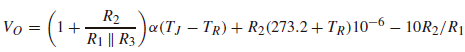 V_O = (1 + R_2 / (R_1 ∥ R_3)) α(T_J − T_R) + R_2(273.2 + T_R)10^{−6} − 10R_2/R_1